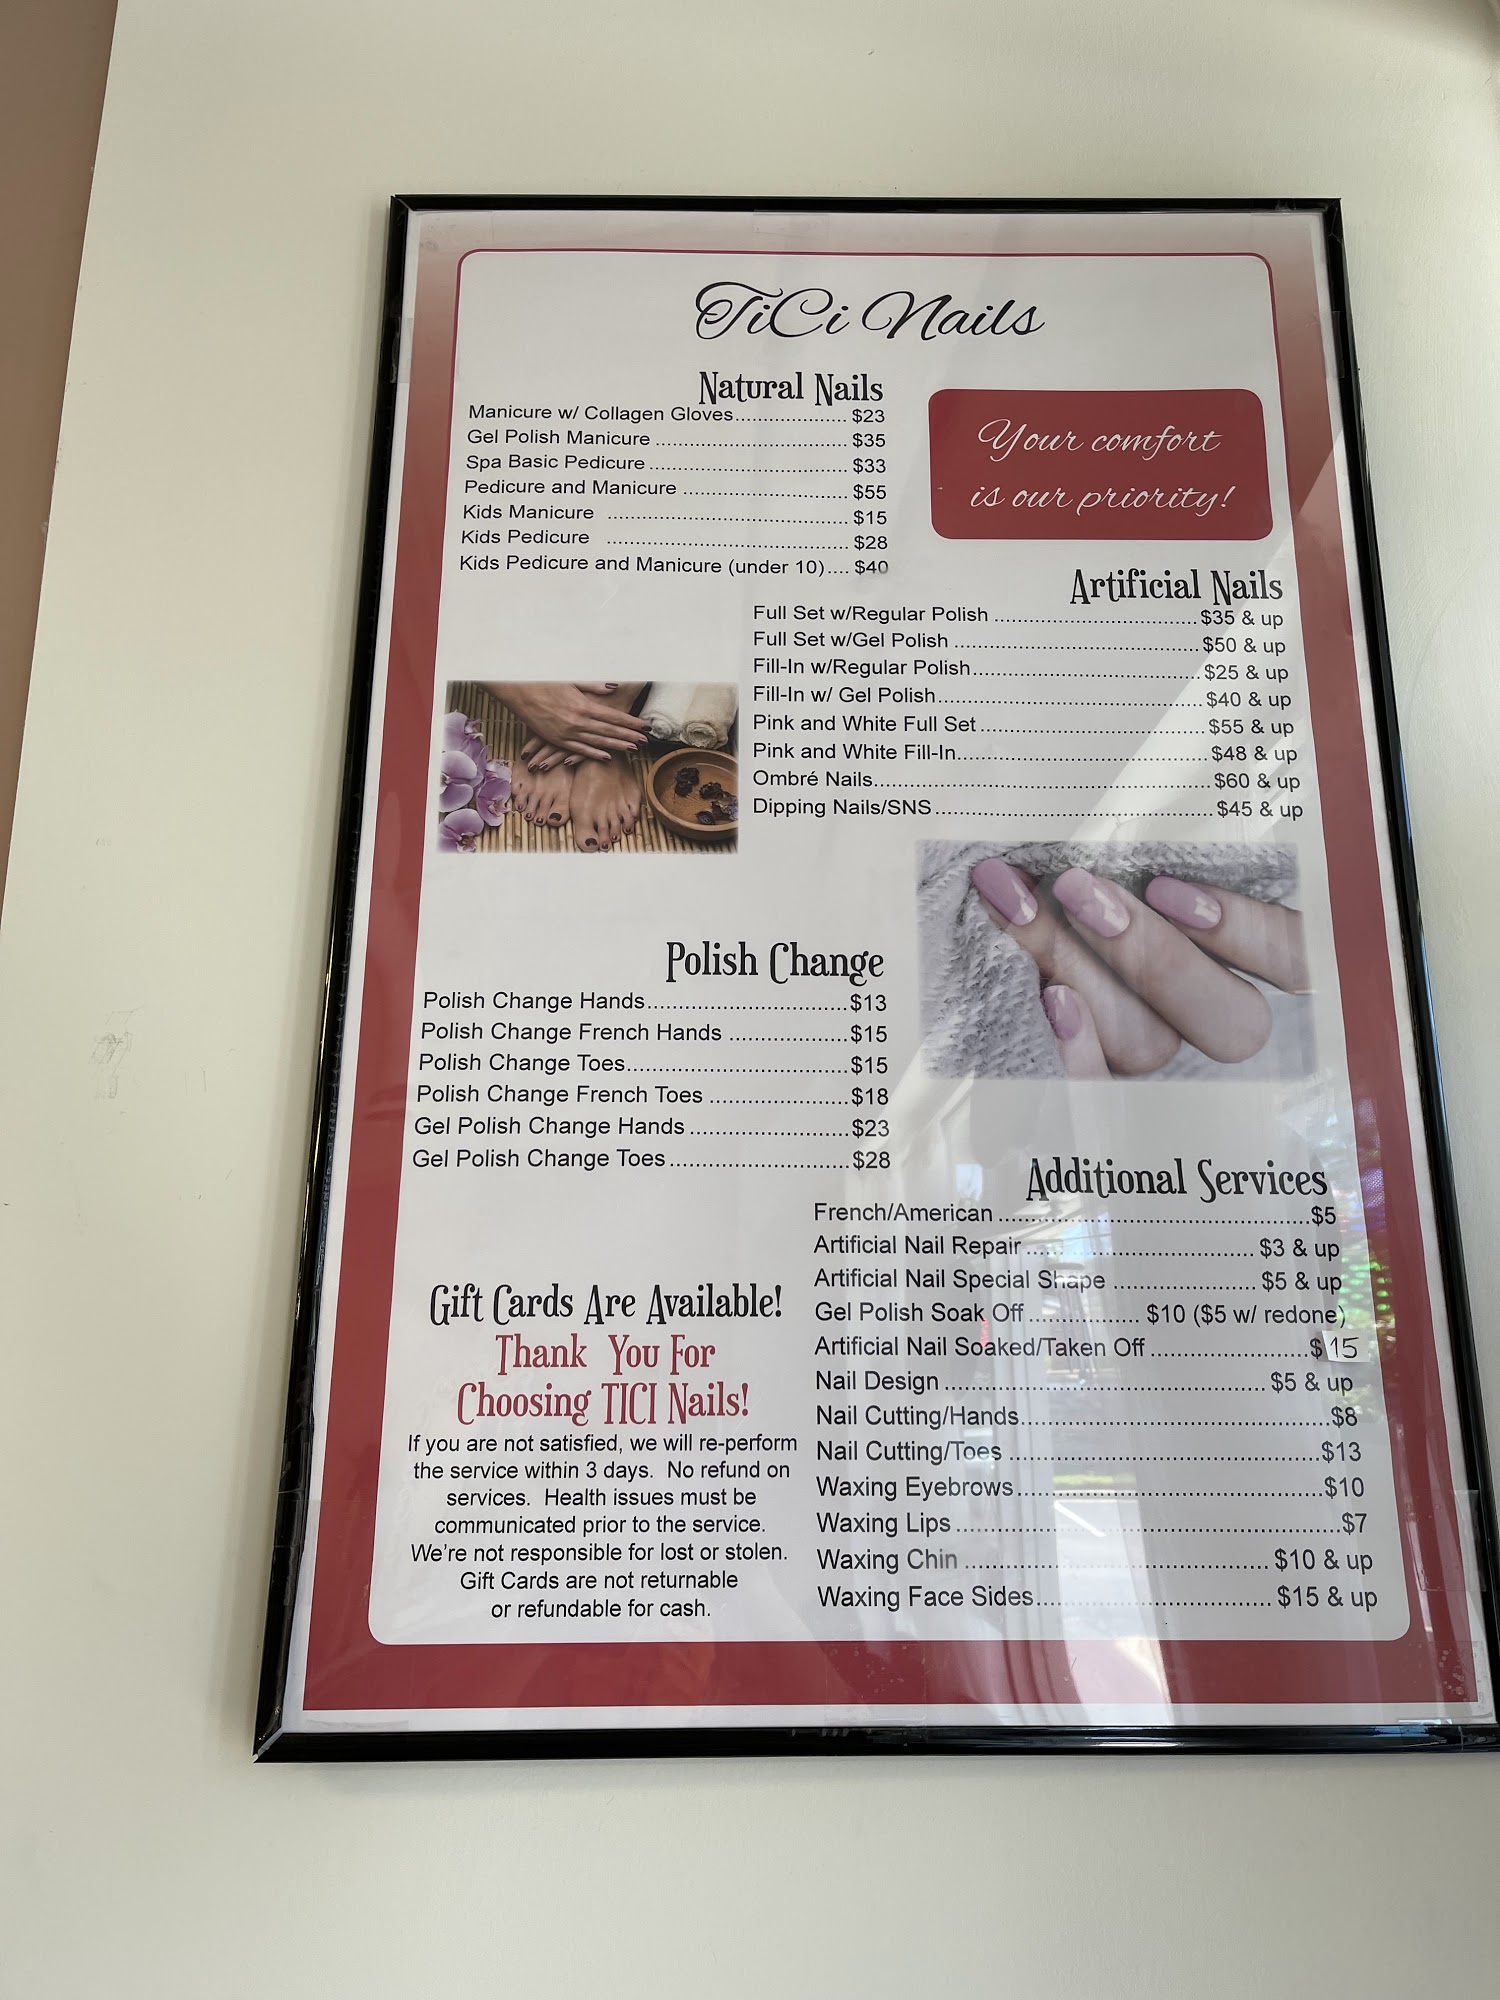 TiCi Nails
Natural Nails
Manicure w/ Collagen Gloves.................... $23
Gel Polish Manicure ................................... $35
Spa Basic Pedicure .................................... $33
Pedicure and Manicure .............................. $55
Kids Manicure ........................................... $15
Kids Pedicure ........................................... $28
Kids Pedicure and Manicure (under 10).... $40
Your comfort
is our priority!
Artificial Nails
Full Set w/Regular Polish ..................................$35 & up
Full Set w/Gel Polish .........................................$50 & up
Fill-In w/Regular Polish......................................$25 & up
Fill-In w/ Gel Polish............................................ $40 & up
Pink and White Full Set ..................................... $55 & up
Pink and White Fill-In......................................... $48 & up
Ombré Nails...................................................... $60 & up
Dipping Nails/SNS ............................................ $45 & up
Polish Change
Polish Change Hands................................$13
Polish Change French Hands ...................$15
Polish Change Toes...................................$15
Polish Change French Toes ......................$18
Gel Polish Change Hands .........................$23
Gel Polish Change Toes ............................$28
Additional Services
French/American ................................................$5
Artificial Nail Repair................................... $3 & up
Artificial Nail Special Shape ...................... $5 & up
Gel Polish Soak Off ................. $10 ($5 w/ redone)
Artificial Nail Soaked/Taken Off ........................$ 15
Nail Design ................................................. $5 & up
Nail Cutting/Hands...............................................$8
Nail Cutting/Toes ...............................................$13
Waxing Eyebrows..............................................$10
Waxing Lips .........................................................$7
Waxing Chin .............................................. $10 & up
Waxing Face Sides................................... $15 & up
Gift Cards Are Available!
Thank You For
Choosing TICI Nails!
If you are not satisfied, we will re-perform
the service within 3 days. No refund on
services. Health issues must be
communicated prior to the service.
We're not responsible for lost or stolen.
Gift Cards are not returnable
or refundable for cash.